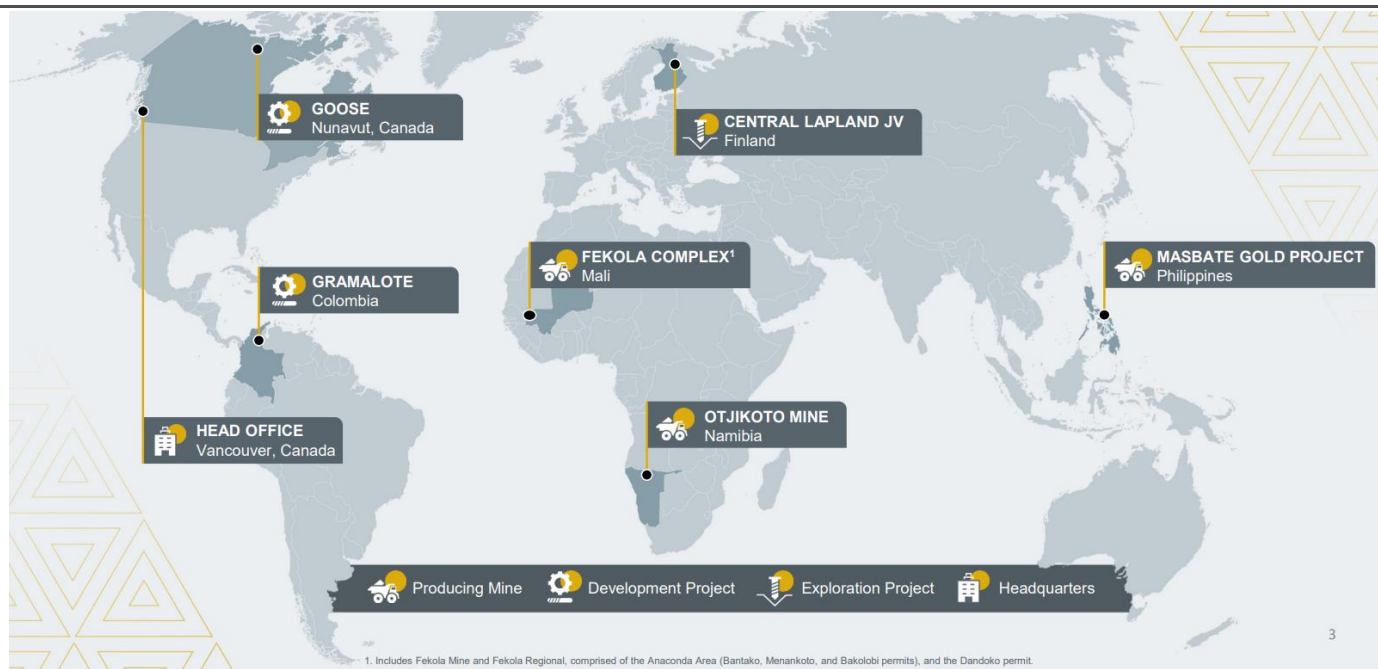 GOOSE
Nunavut, Canada
CENTRAL LAPLAND JV
Finland
FEKOLA COMPLEX¹
Mali
MASBATE GOLD PROJECT
Philippines
GRAMALOTE
Colombia
OTJIKOTO MINE
Namibia
HEAD OFFICE
Vancouver, Canada
Producing Mine
Development Project
Exploration Project
Headquarters
3
1. Includes Fekola Mine and Fekola Regional, comprised of the Anaconda Area (Bantako, Menankoto, and Bakolobi permits), and the Dandoko permit.